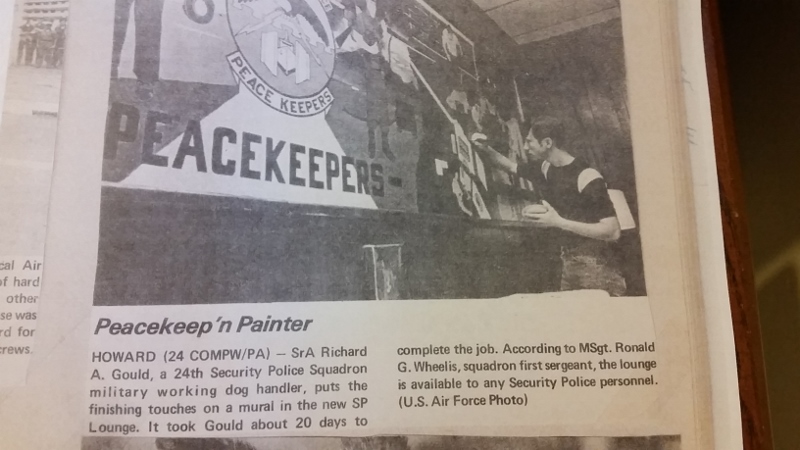 PEACE KEEPERS
PEACEKEEPERS-
cal Air
of hard
other
se was
rd for
crews.
Peacekeep'n Painter
HOWARD (24 COMPW/PA) — SrA Richard
A. Gould, a 24th Security Police Squadron
military working dog handler, puts the
finishing touches on a mural in the new SP
Lounge. It took Gould about 20 days to
complete the job. According to MSgt. Ronald
G. Wheelis, squadron first sergeant, the lounge
is available to any Security Police personnel.
(U.S. Air Force Photo)